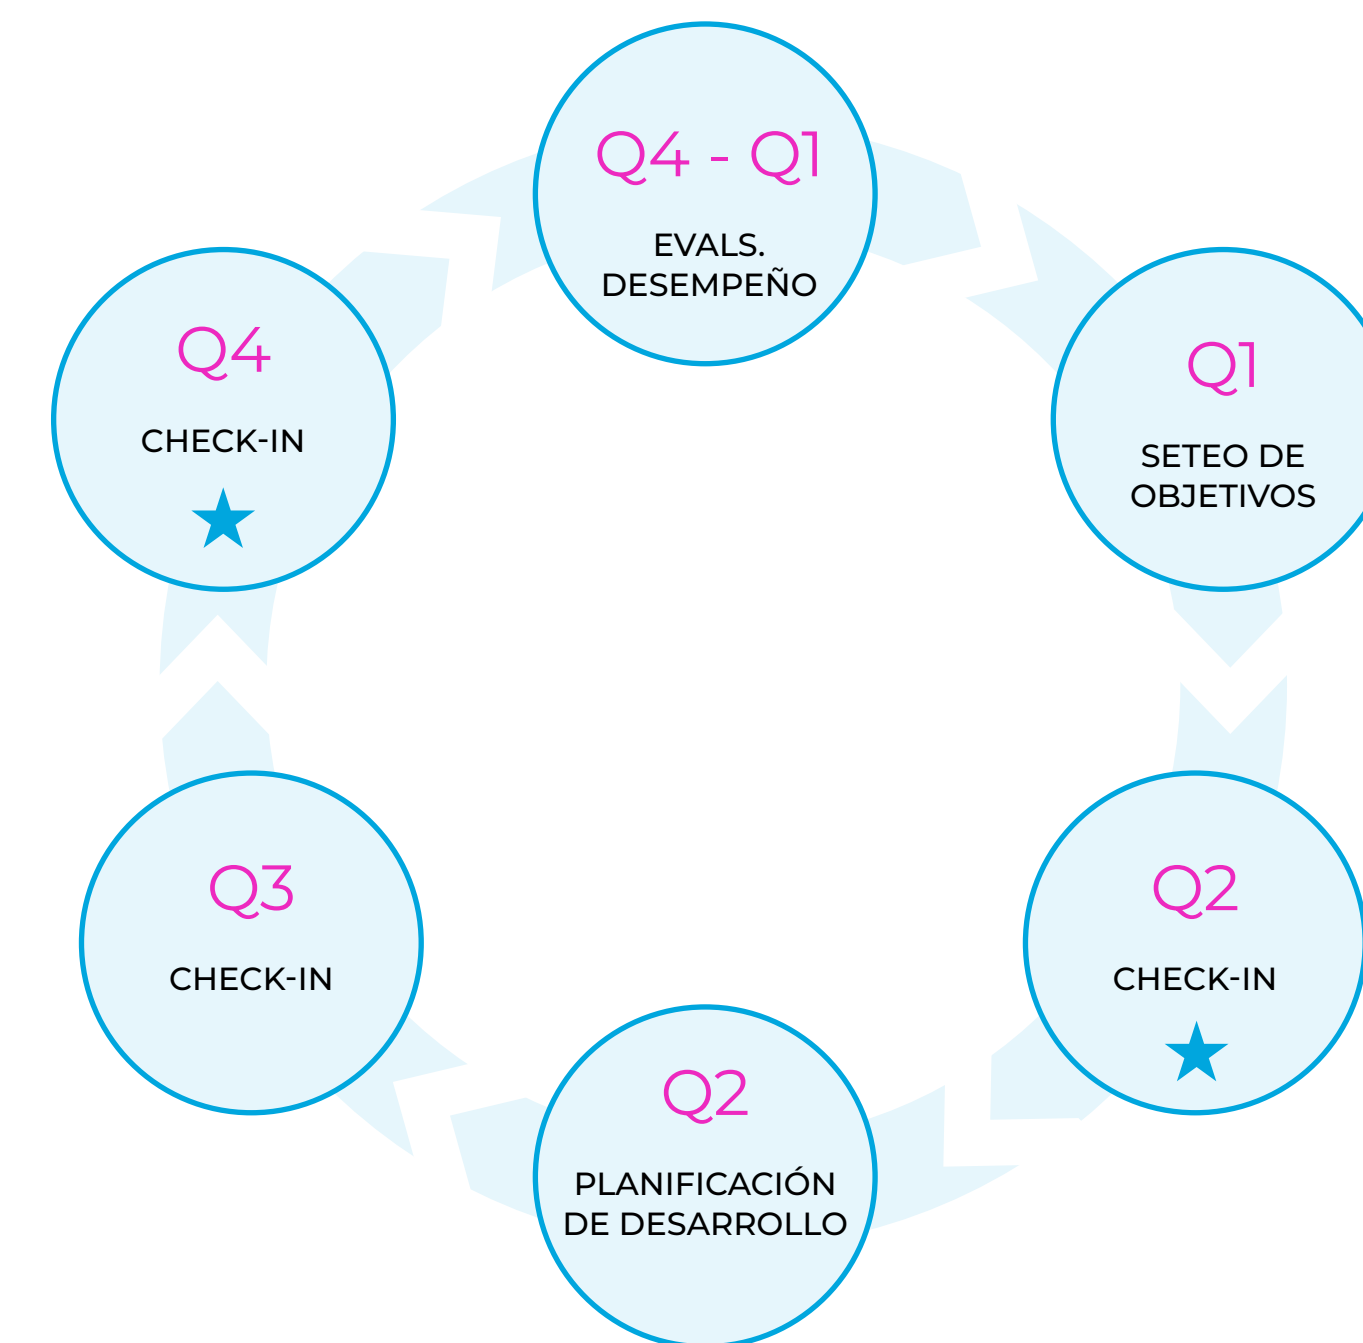 Q4 - Q1
EVALS.
DESEMPEÑO
Q1
SETEO DE
OBJETIVOS
Q2
CHECK-IN
Q2
PLANIFICACIÓN
DE DESARROLLO
Q3
CHECK-IN
Q4
CHECK-IN